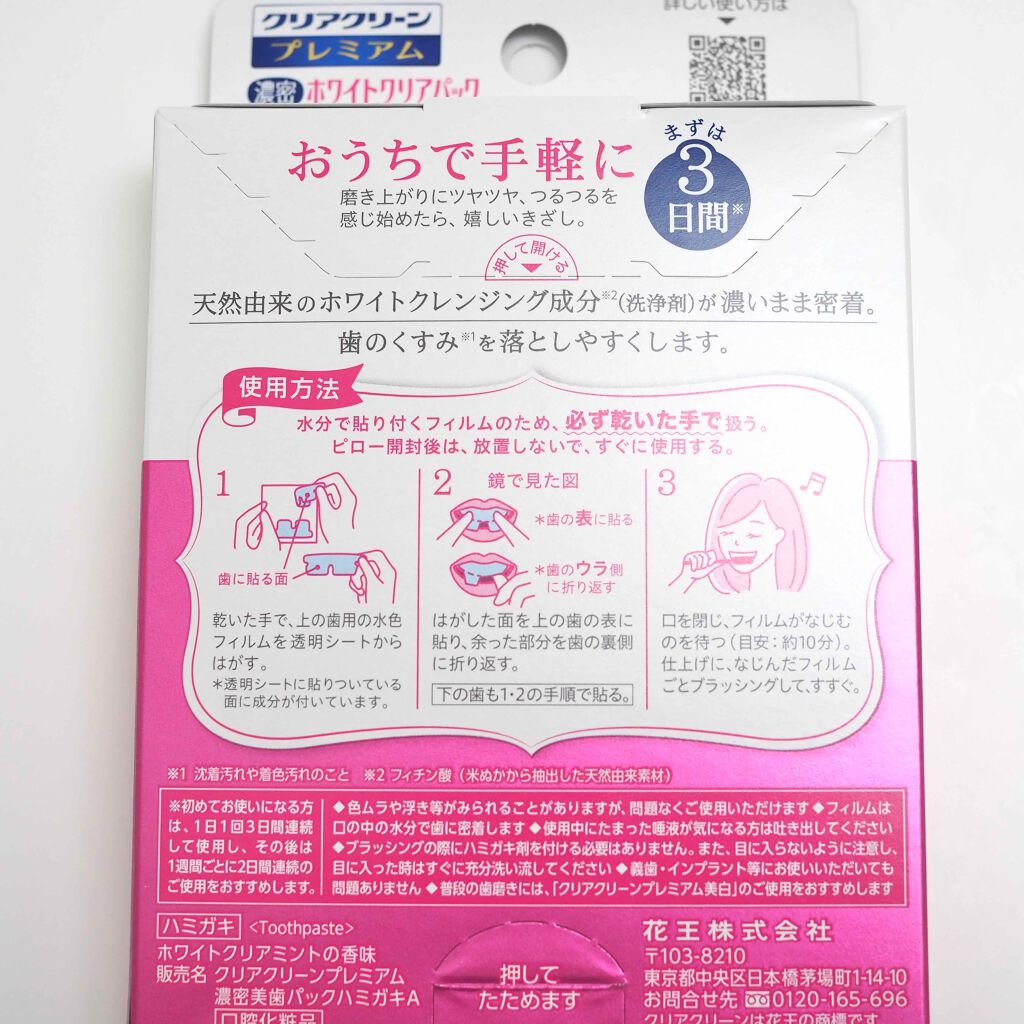 詳しい使い方は
クリアクリーン
プレミアム
濃密ホワイトクリアパック
おうちで手軽に
まずは
3
日間※
磨き上がりにツヤツヤ、つるつるを
感じ始めたら、嬉しいきざし。
押して開ける
天然由来のホワイトクレンジング成分※2(洗浄剤)が濃いまま密着。
歯のくすみ※1を落としやすくします。
使用方法
水分で貼り付くフィルムのため、必ず乾いた手で扱う。
ピロー開封後は、放置しないで、すぐに使用する。
1
歯に貼る面
乾いた手で、上の歯用の水色
フィルムを透明シートから
はがす。
*透明シートに貼りついている
面に成分が付いています。
2 鏡で見た図
*歯の表に貼る
*歯のウラ側
に折り返す
はがした面を上の歯の表に
貼り、余った部分を歯の裏側
に折り返す。
下の歯も1・2の手順で貼る。
3
口を閉じ、フィルムがなじむ
のを待つ(目安:約10分)。
仕上げに、なじんだフィルム
ごとブラッシングして、すすぐ。
※1 沈着汚れや着色汚れのこと ※2 フィチン酸(米ぬかから抽出した天然由来素材)
※初めてお使いになる方
は、1日1回3日間連続
して使用し、その後は
1週間ごとに2日間連続の
ご使用をおすすめします。
◆色ムラや浮き等がみられることがありますが、問題なくご使用いただけます◆フィルムは
口の中の水分で歯に密着します◆使用中にたまった唾液が気になる方は吐き出してください
◆ブラッシングの際にハミガキ剤を付ける必要はありません。また、目に入らないように注意し、
目に入った時はすぐに充分洗い流してください◆義歯・インプラント等にお使いいただいても
問題ありません◆普段の歯磨きには、「クリアクリーンプレミアム美白」のご使用をおすすめします
ハミガキ <Toothpaste>
ホワイトクリアミントの香味
販売名 クリアクリーンプレミアム
濃密美歯パックハミガキA
口腔化粧品
押して
たためます
花王株式会社
〒103-8210
東京都中央区日本橋茅場町1-14-10
お問合せ先 0120-165-696
クリアクリーンは花王の商標です